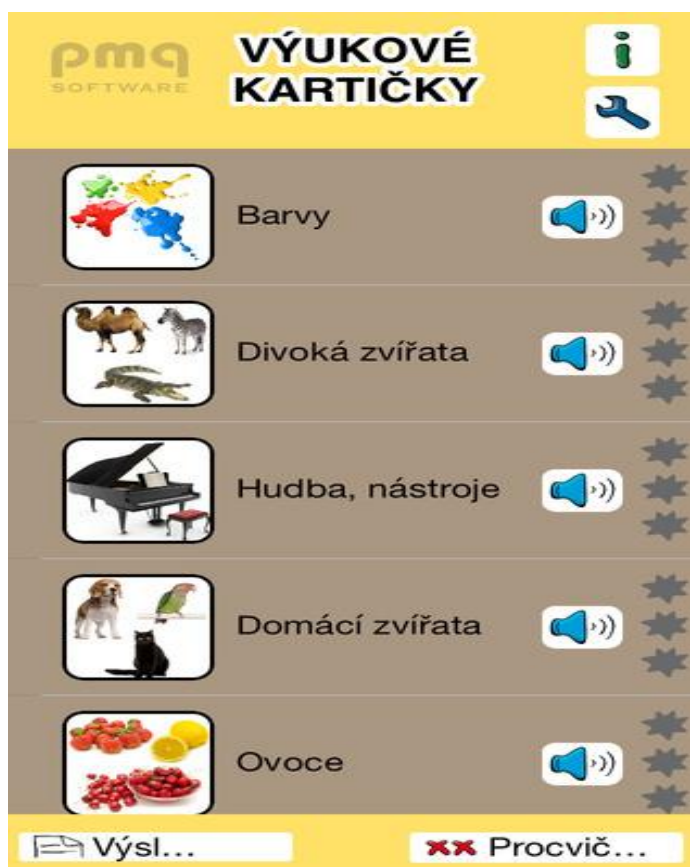 pmq
SOFTWARE
VÝUKOVÉ
KARTIČKY
Barvy
Divoká zvířata
Hudba, nástroje
Domácí zvířata
Ovoce
Výsl...
Procvič...